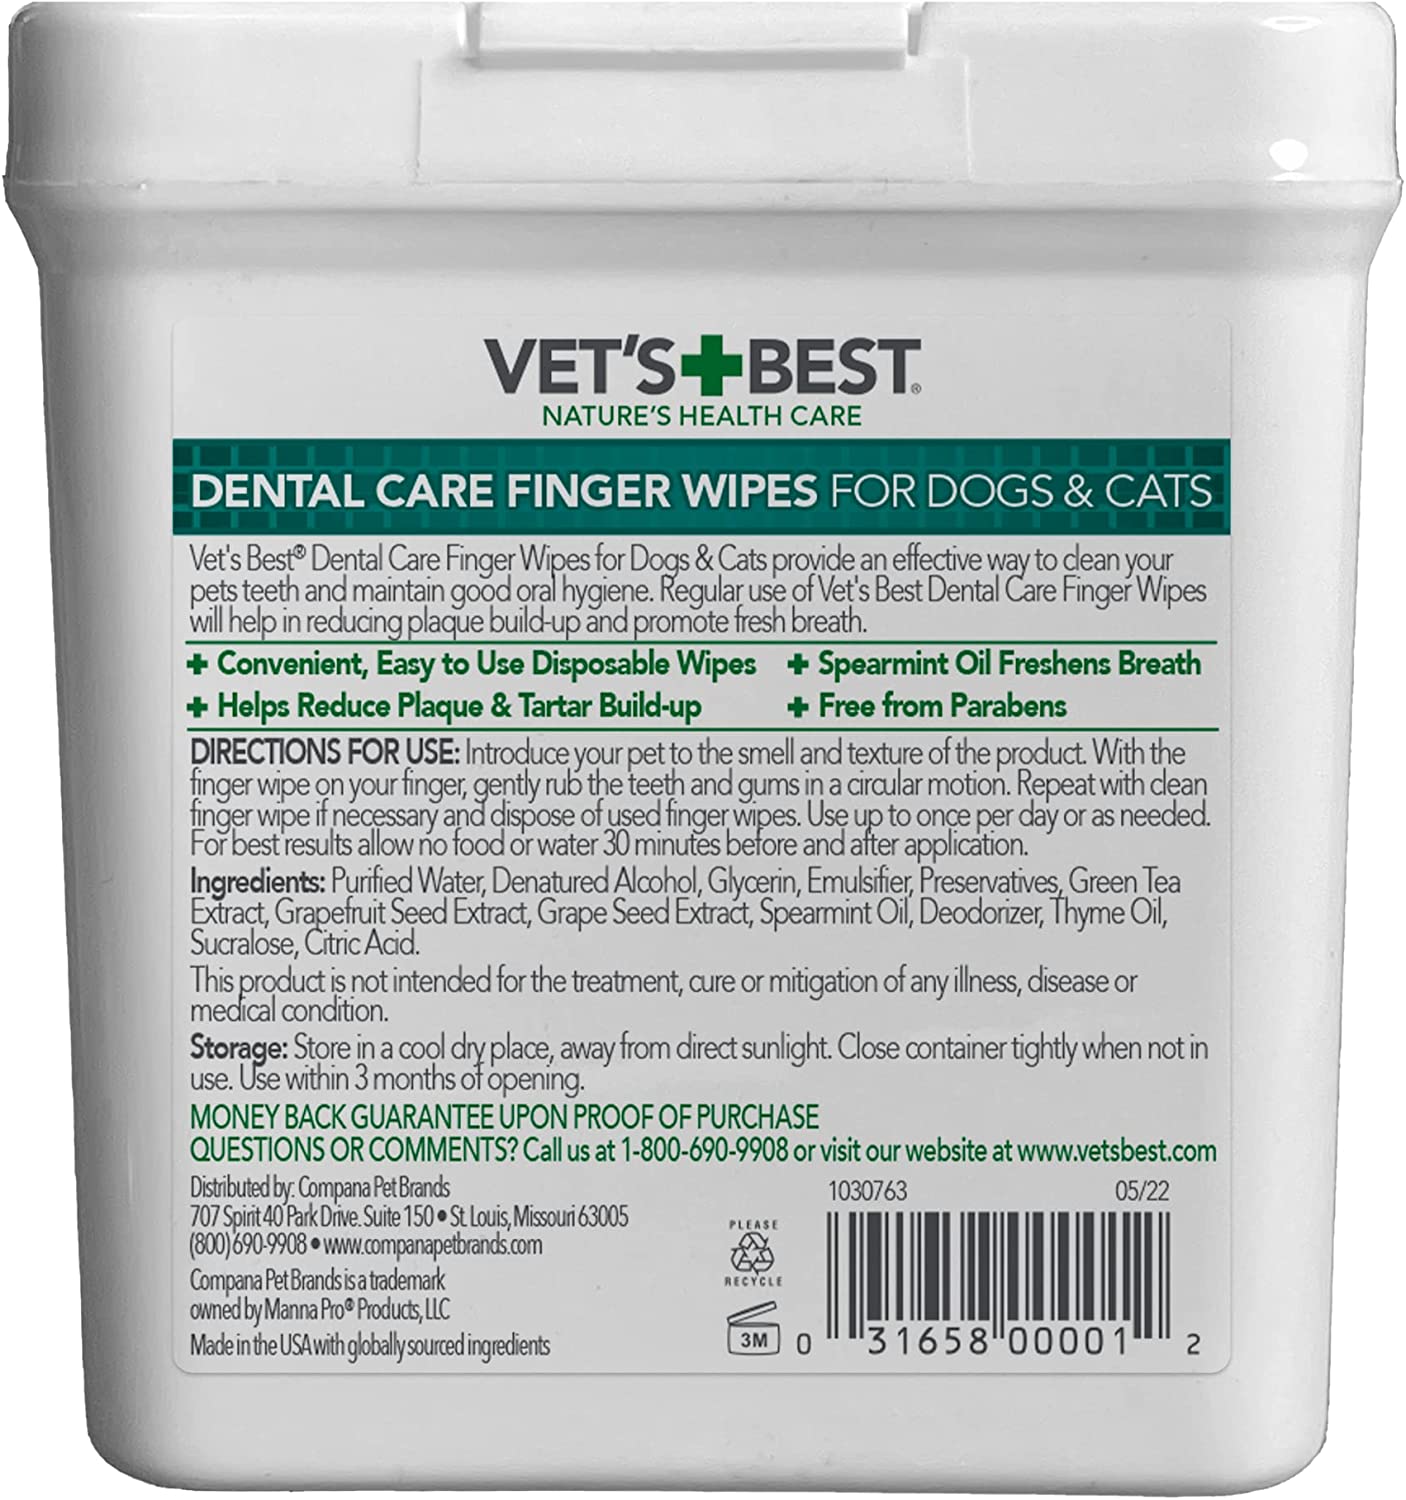 VET'S+BEST®
NATURE'S HEALTH CARE
DENTAL CARE FINGER WIPES FOR DOGS & CATS
Vet's Best® Dental Care Finger Wipes for Dogs & Cats provide an effective way to clean your
pets teeth and maintain good oral hygiene. Regular use of Vet's Best Dental Care Finger Wipes
will help in reducing plaque build-up and promote fresh breath.
+ Convenient, Easy to Use Disposable Wipes + Spearmint Oil Freshens Breath
+ Helps Reduce Plaque & Tartar Build-up + Free from Parabens
DIRECTIONS FOR USE: Introduce your pet to the smell and texture of the product. With the
finger wipe on your finger, gently rub the teeth and gums in a circular motion. Repeat with clean
finger wipe if necessary and dispose of used finger wipes. Use up to once per day or as needed.
For best results allow no food or water 30 minutes before and after application.
Ingredients: Purified Water, Denatured Alcohol, Glycerin, Emulsifier, Preservatives, Green Tea
Extract, Grapefruit Seed Extract, Grape Seed Extract, Spearmint Oil, Deodorizer, Thyme Oil,
Sucralose, Citric Acid.
This product is not intended for the treatment, cure or mitigation of any illness, disease or
medical condition.
Storage: Store in a cool dry place, away from direct sunlight. Close container tightly when not in
use. Use within 3 months of opening.
MONEY BACK GUARANTEE UPON PROOF OF PURCHASE
QUESTIONS OR COMMENTS? Call us at 1-800-690-9908 or visit our website at www.vetsbest.com
Distributed by: Compana Pet Brands
707 Spirit 40 Park Drive. Suite 150 • St. Louis, Missouri 63005
(800) 690-9908 • www.companapetbrands.com
Compana Pet Brands is a trademark
owned by Manna Pro® Products, LLC
Made in the USA with globally sourced ingredients
PLEASE
RECYCLE
3M
1030763 05/22
0 31658 00001 2